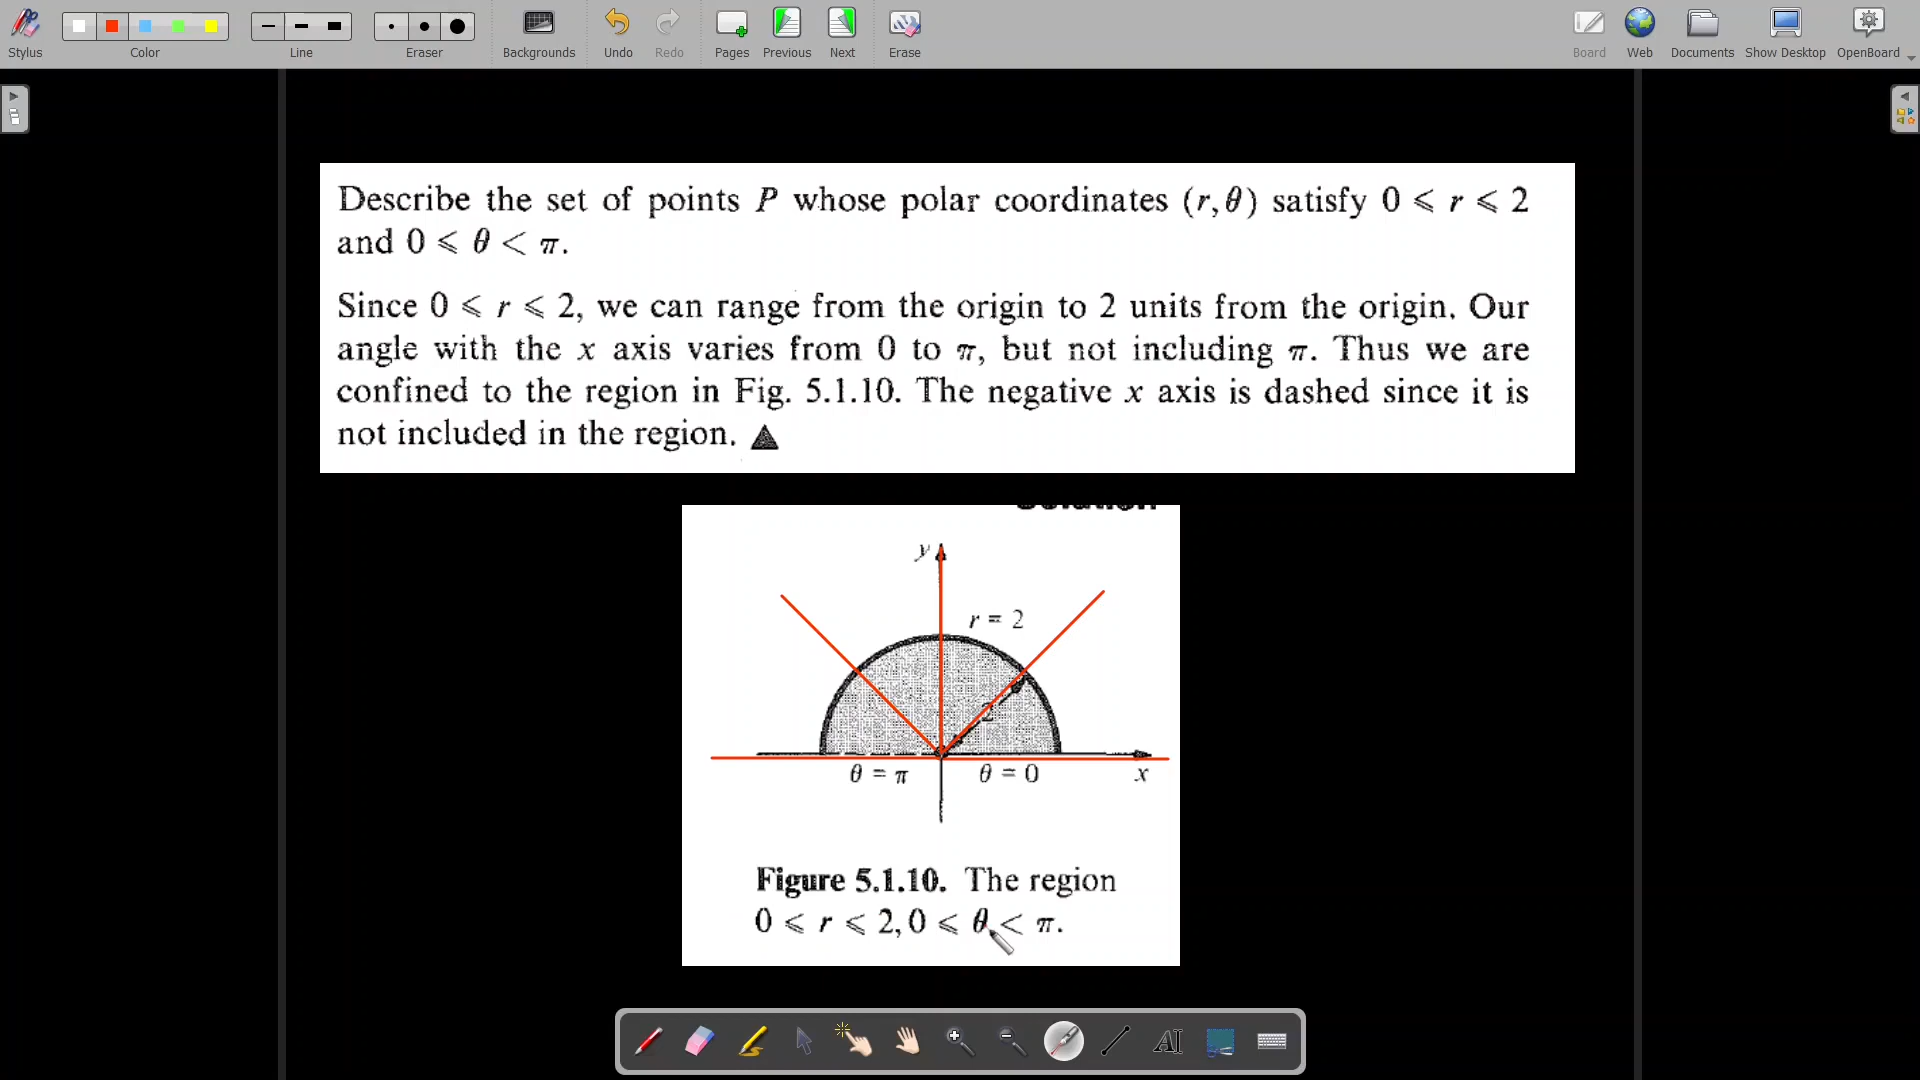 Stylus
Color
Line
Eraser
Backgrounds
Undo
Redo
Pages
Previous
Next
Erase
Board
Web
Documents
Show Desktop
OpenBoard
Describe the set of points P whose polar coordinates (r, θ) satisfy 0 ⩽ r ⩽ 2
and 0 ⩽ θ < π.
Since 0 ⩽ r ⩽ 2, we can range from the origin to 2 units from the origin. Our
angle with the x axis varies from 0 to π, but not including π. Thus we are
confined to the region in Fig. 5.1.10. The negative x axis is dashed since it is
not included in the region. ▲
Solution
y
r = 2
2
θ = π
θ = 0
x
Figure 5.1.10. The region
0 ⩽ r ⩽ 2, 0 ⩽ θ < π.
AI